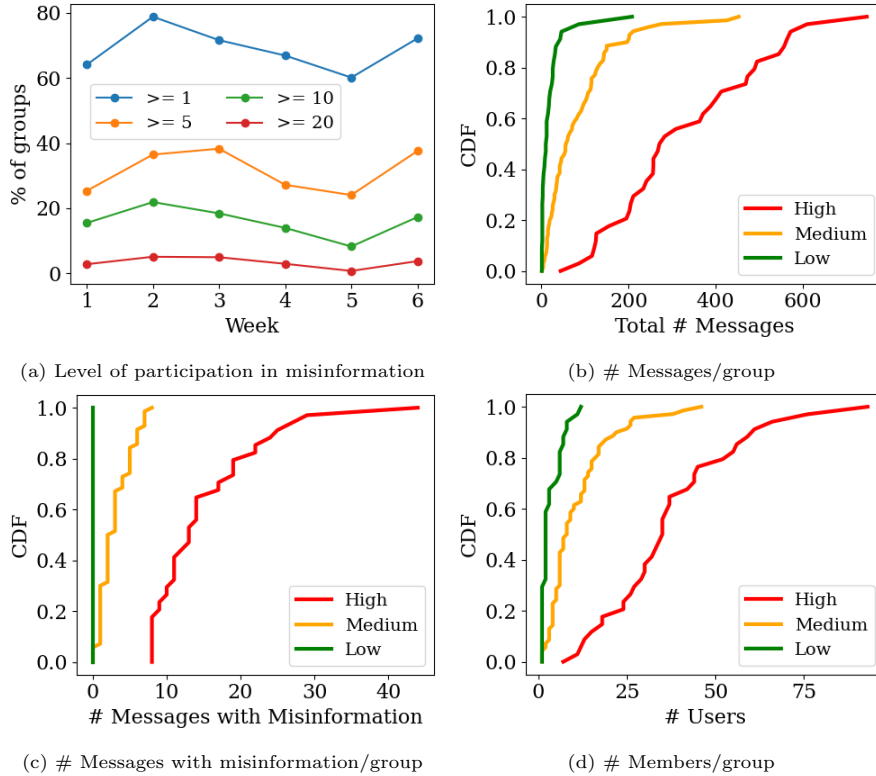 80
60
40
20
0
% of groups
>= 1
>= 5
>= 10
>= 20
1 2 3 4 5 6
Week
(a) Level of participation in misinformation
1.0
0.8
0.6
0.4
0.2
0.0
CDF
High
Medium
Low
0 200 400 600
Total # Messages
(b) # Messages/group
1.0
0.8
0.6
0.4
0.2
0.0
CDF
High
Medium
Low
0 10 20 30 40
# Messages with Misinformation
(c) # Messages with misinformation/group
1.0
0.8
0.6
0.4
0.2
0.0
CDF
High
Medium
Low
0 25 50 75
# Users
(d) # Members/group